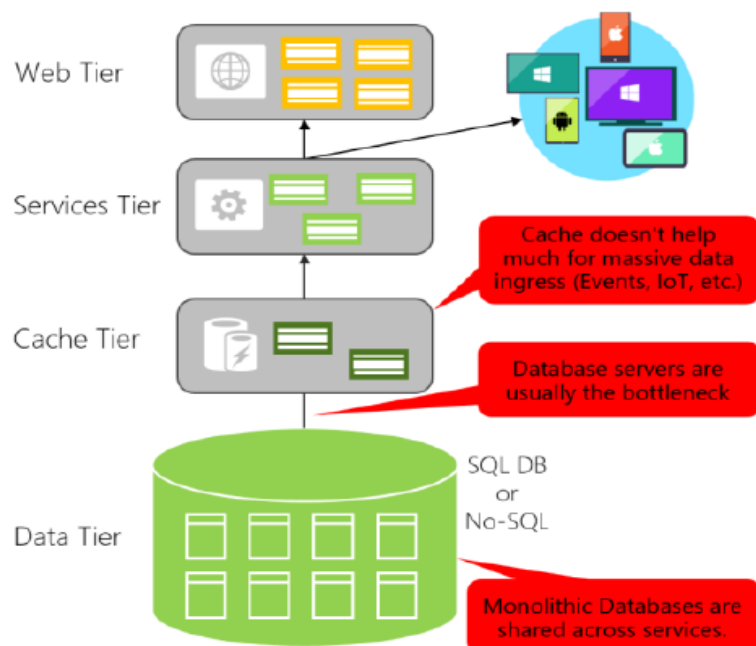 Web Tier
Services Tier
Cache doesn't help
much for massive data
ingress (Events, IoT, etc.)
Cache Tier
Database servers are
usually the bottleneck
SQL DB
or
No-SQL
Data Tier
Monolithic Databases are
shared across services.